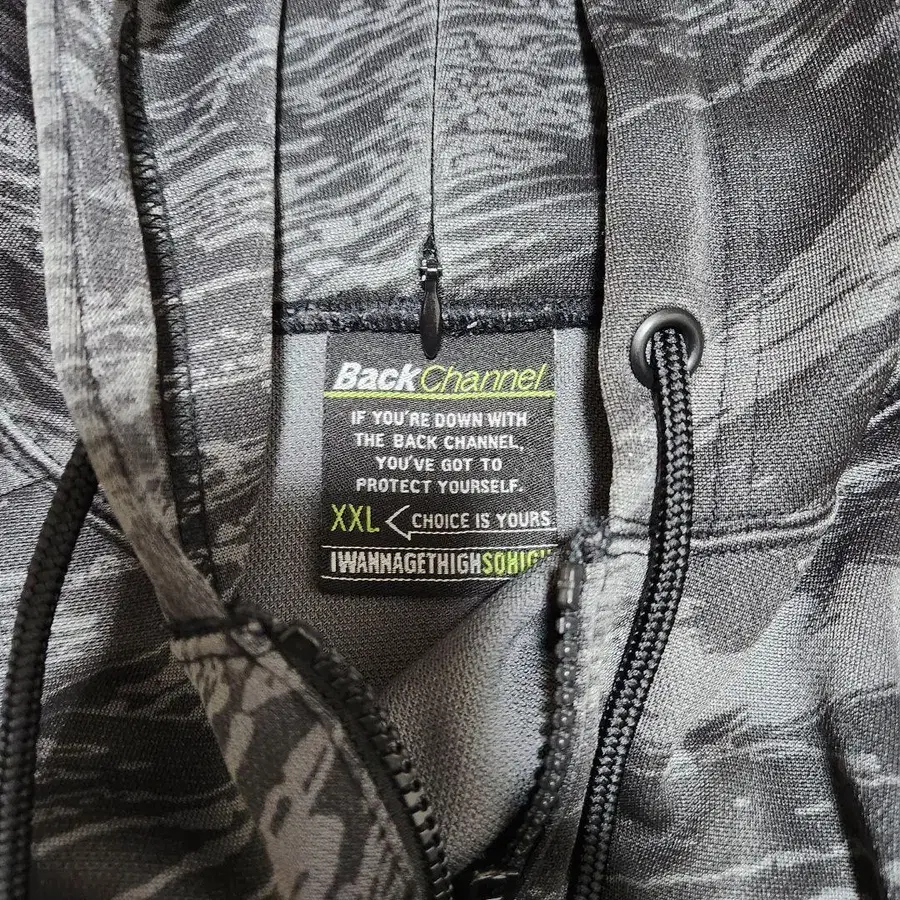 Back Channel
IF YOU'RE DOWN WITH
THE BACK CHANNEL,
YOU'VE GOT TO
PROTECT YOURSELF.
XXL CHOICE IS YOURS
IWANNAGETHIGHSOHIGH